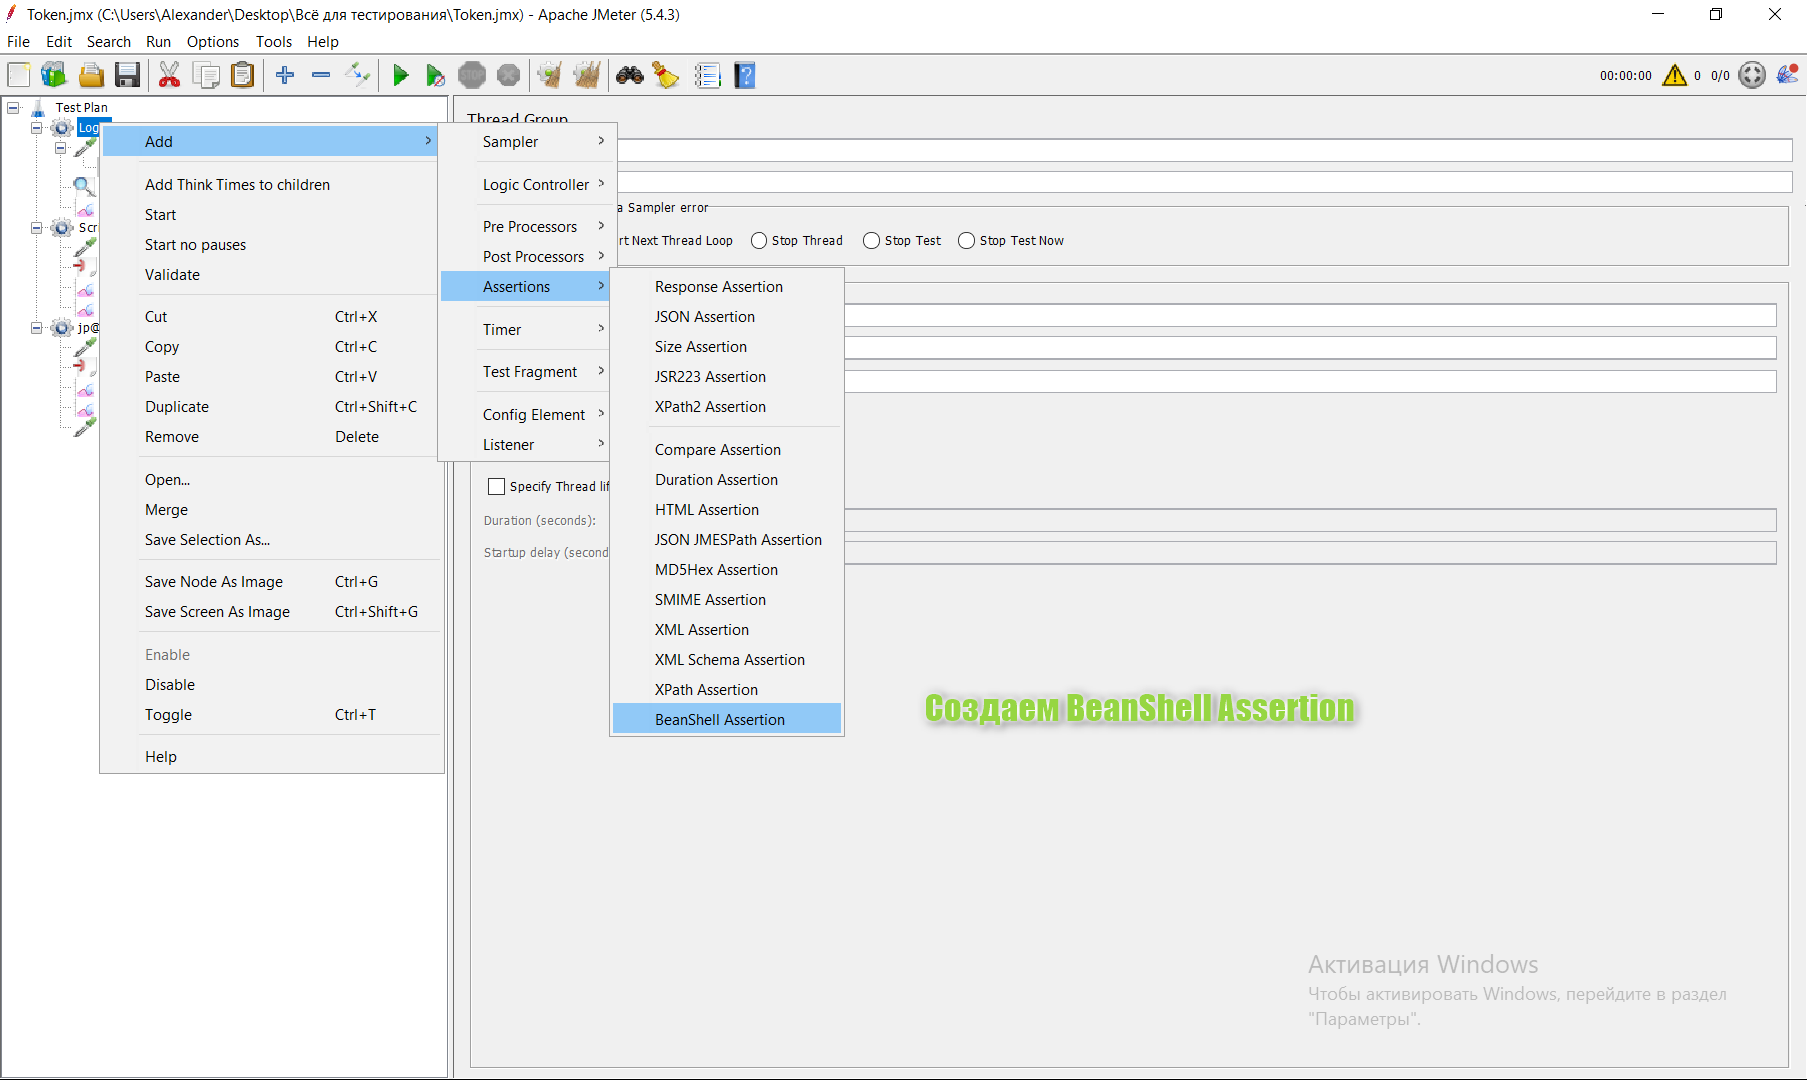 Token.jmx (C:\Users\Alexander\Desktop\Всё для тестирования\Token.jmx) - Apache JMeter (5.4.3)
File Edit Search Run Options Tools Help
STOP
00:00:00 0 0/0
Test Plan
Log
Scri
jp@
Add
Add Think Times to children
Start
Start no pauses
Validate
Cut Ctrl+X
Copy Ctrl+C
Paste Ctrl+V
Duplicate Ctrl+Shift+C
Remove Delete
Open...
Merge
Save Selection As...
Save Node As Image Ctrl+G
Save Screen As Image Ctrl+Shift+G
Enable
Disable
Toggle Ctrl+T
Help
Thread Group
Sampler
Logic Controller
Pre Processors
Post Processors
Assertions
Timer
Test Fragment
Config Element
Listener
a Sampler error
rt Next Thread Loop Stop Thread Stop Test Stop Test Now
Response Assertion
JSON Assertion
Size Assertion
JSR223 Assertion
XPath2 Assertion
Compare Assertion
Duration Assertion
HTML Assertion
JSON JMESPath Assertion
MD5Hex Assertion
SMIME Assertion
XML Assertion
XML Schema Assertion
XPath Assertion
BeanShell Assertion
Specify Thread lif
Duration (seconds):
Startup delay (second
Создаем BeanShell Assertion
Активация Windows
Чтобы активировать Windows, перейдите в раздел
"Параметры".